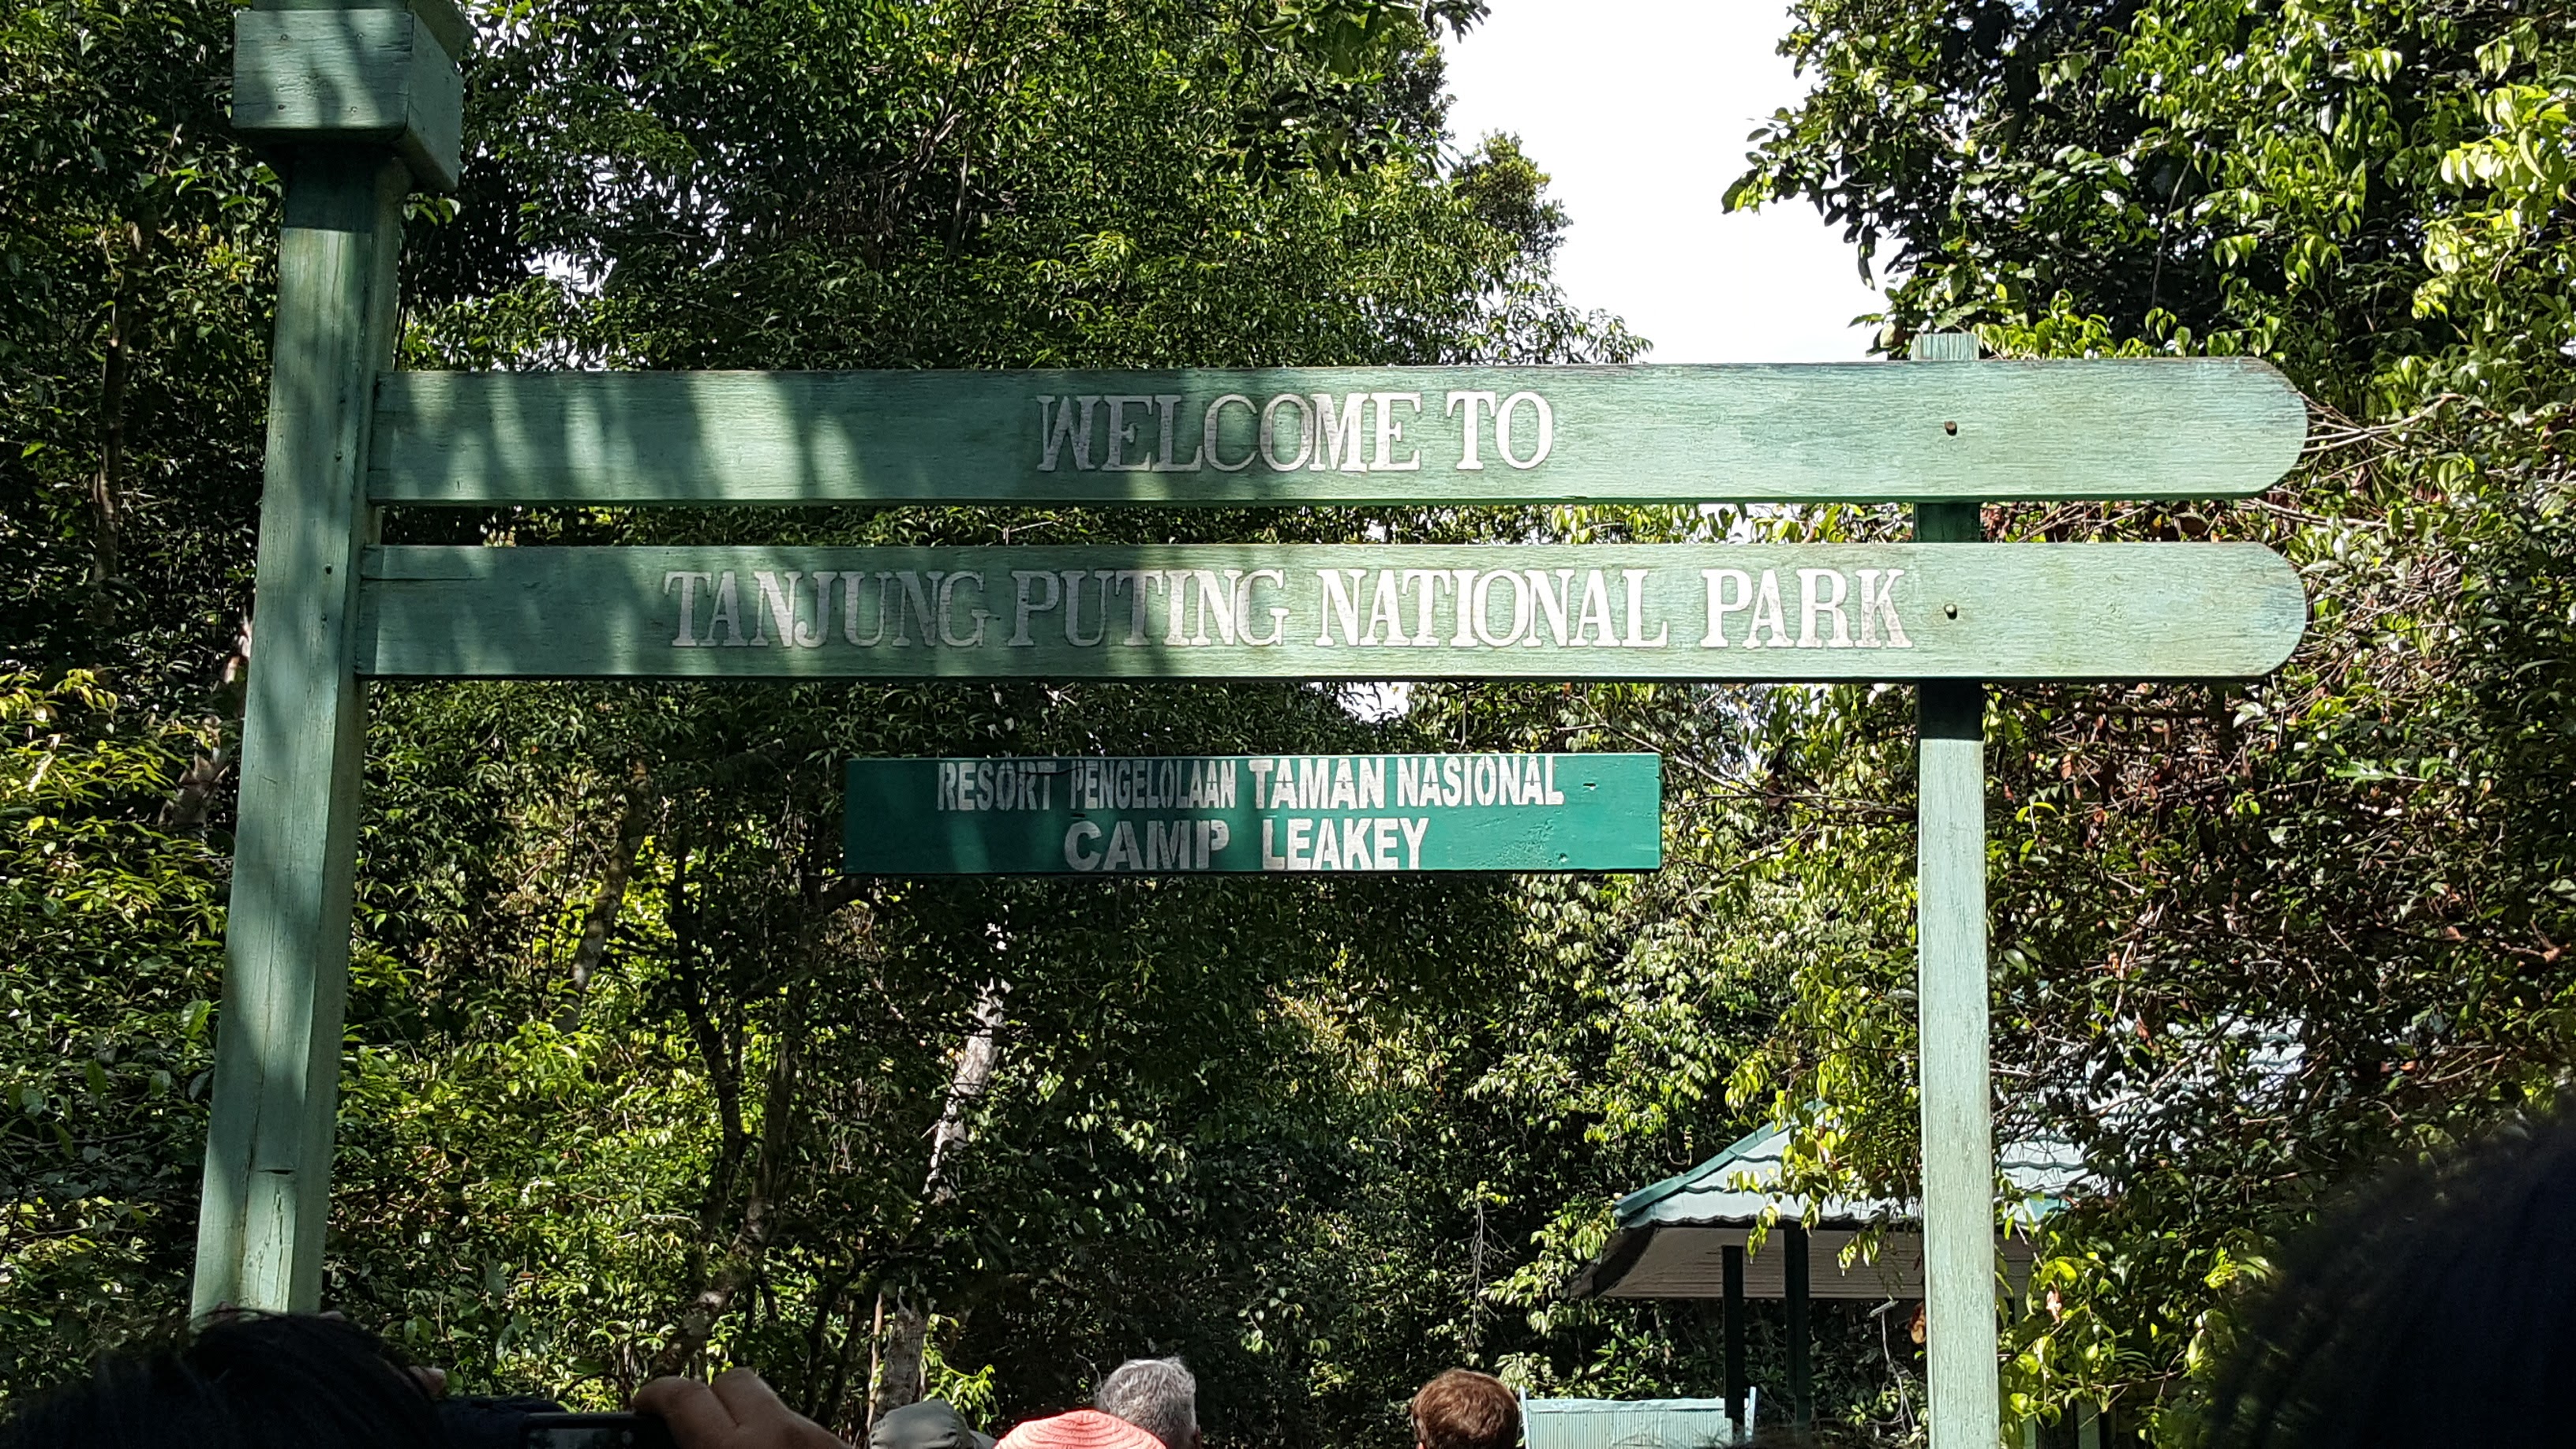 WELCOME TO
TANJUNG PUTING NATIONAL PARK
RESORT PENGELOLAAN TAMAN NASIONAL
CAMP LEAKEY